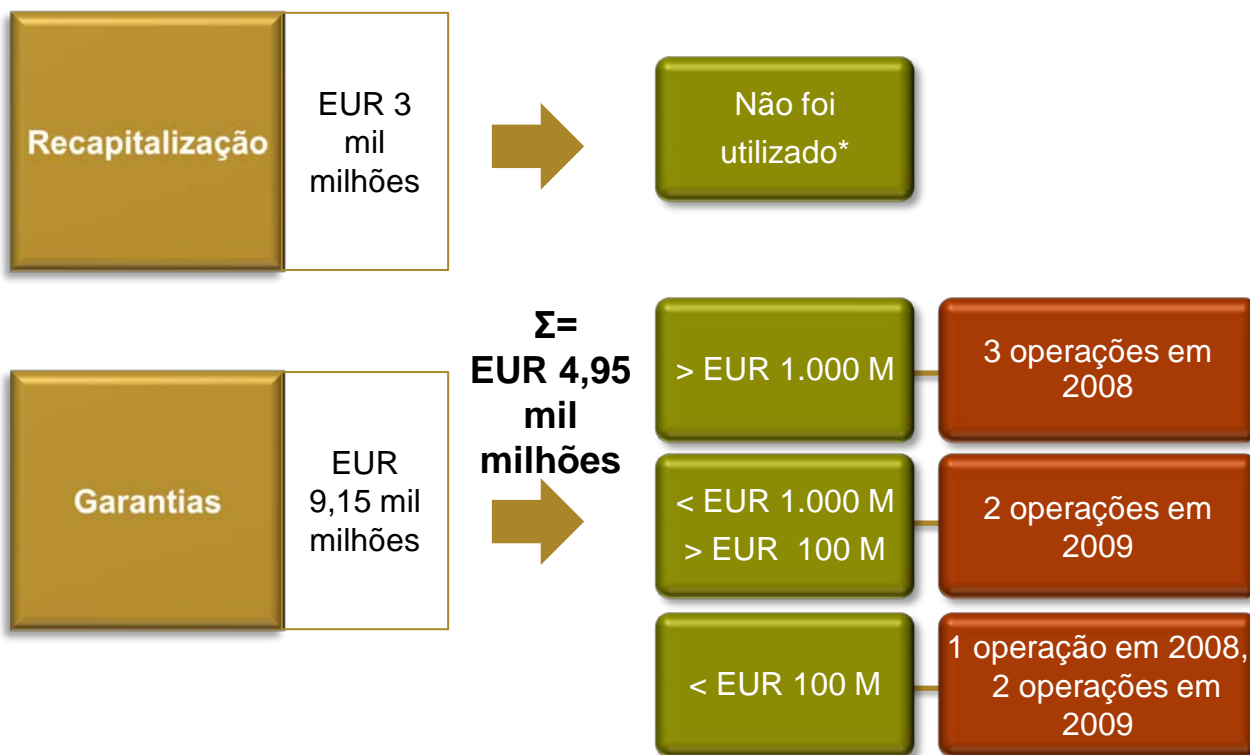 Recapitalização
EUR 3
mil
milhões
Não foi
utilizado*
Garantias
EUR
9,15 mil
milhões
Σ=
EUR 4,95
mil
milhões
> EUR 1.000 M
3 operações em
2008
< EUR 1.000 M
> EUR 100 M
2 operações em
2009
< EUR 100 M
1 operação em 2008,
2 operações em
2009